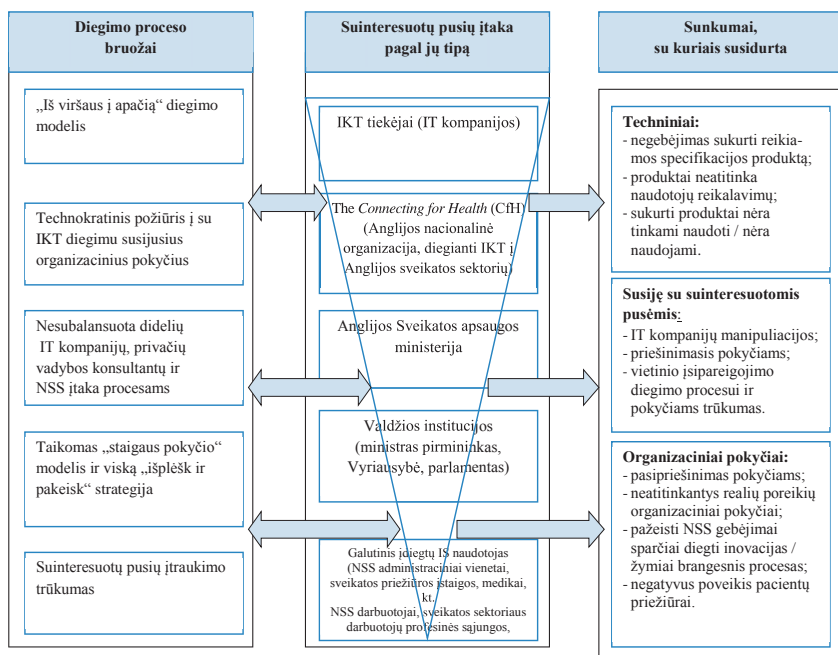 Diegimo proceso
bruožai
„Iš viršaus į apačią“ diegimo
modelis
Technokratinis požiūris į su
IKT diegimu susijusius
organizacinius pokyčius
Nesubalansuota didelių
IT kompanijų, privačių
vadybos konsultantų ir
NSS įtaka procesams
Taikomas „staigaus pokyčio“
modelis ir viską „išplėšk ir
pakeisk“ strategija
Suinteresuotų pusių įtraukimo
trūkumas
Suinteresuotų pusių įtaka
pagal jų tipą
IKT tiekėjai (IT kompanijos)
The Connecting for Health (CfH)
(Anglijos nacionalinė
organizacija, diegianti IKT į
Anglijos sveikatos sektorių)
Anglijos Sveikatos apsaugos
ministerija
Valdžios institucijos
(ministras pirmininkas,
Vyriausybė, parlamentas)
Galutinis įdiegtų IS naudotojas
(NSS administraciniai vienetai,
sveikatos priežiūros įstaigos, medikai,
kt.
NSS darbuotojai, sveikatos sektoriaus
darbuotojų profesinės sąjungos,
Sunkumai,
su kuriais susidurta
Techniniai:
- negebėjimas sukurti reikia-
amos specifikacijos produktą;
- produktai neatitinka
naudotojų reikalavimų;
- sukurti produktai nėra
tinkami naudoti / nėra
naudojami.
Susiję su suinteresuotomis
pusėmis:
- IT kompanijų manipuliacijos;
- priešinimasis pokyčiams;
- vietinio įsipareigojimo
diegimo procesui ir
pokyčiams trūkumas.
Organizaciniai pokyčiai:
- pasipriešinimas pokyčiams;
- neatitinkantys realių poreikių
organizaciniai pokyčiai;
- pažeisti NSS gebėjimai
sparčiai diegti inovacijas /
žymiai brangesnis procesas;
- negatyvus poveikis pacientų
priežiūrai.